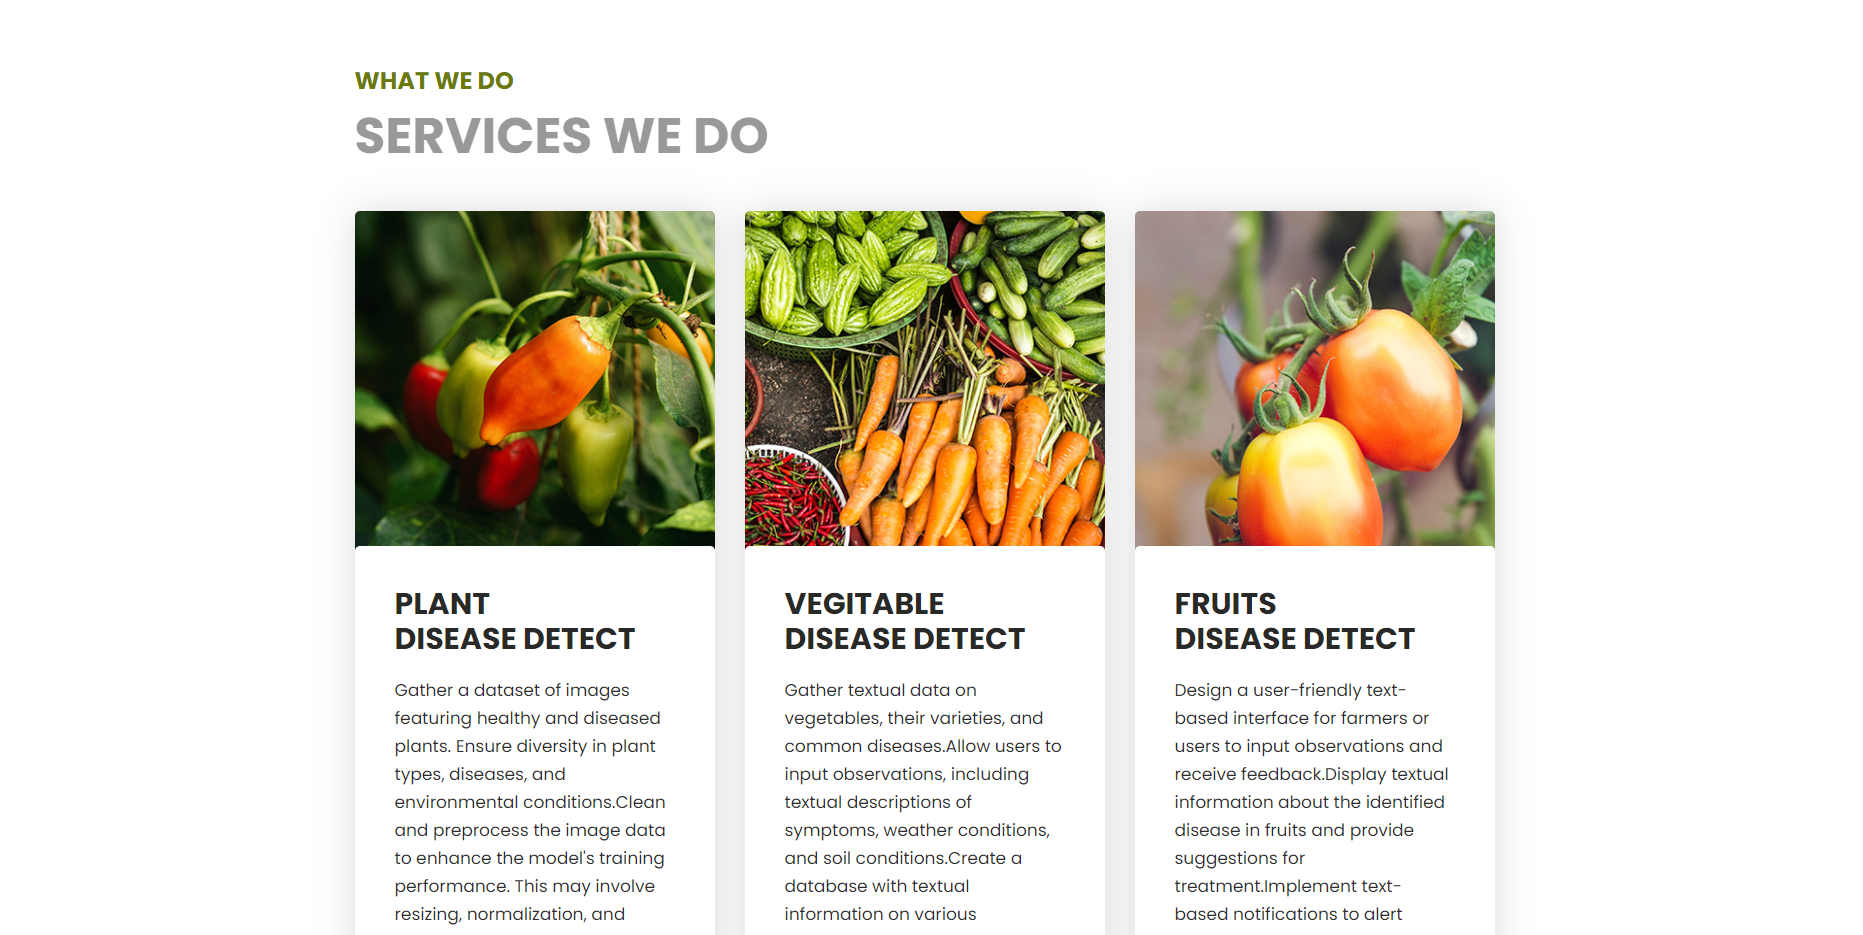 WHAT WE DO
SERVICES WE DO
PLANT
DISEASE DETECT
Gather a dataset of images
featuring healthy and diseased
plants. Ensure diversity in plant
types, diseases, and
environmental conditions.Clean
and preprocess the image data
to enhance the model's training
performance. This may involve
resizing, normalization, and
VEGITABLE
DISEASE DETECT
Gather textual data on
vegetables, their varieties, and
common diseases.Allow users to
input observations, including
textual descriptions of
symptoms, weather conditions,
and soil conditions.Create a
database with textual
information on various
FRUITS
DISEASE DETECT
Design a user-friendly text-
based interface for farmers or
users to input observations and
receive feedback.Display textual
information about the identified
disease in fruits and provide
suggestions for
treatment.Implement text-
based notifications to alert